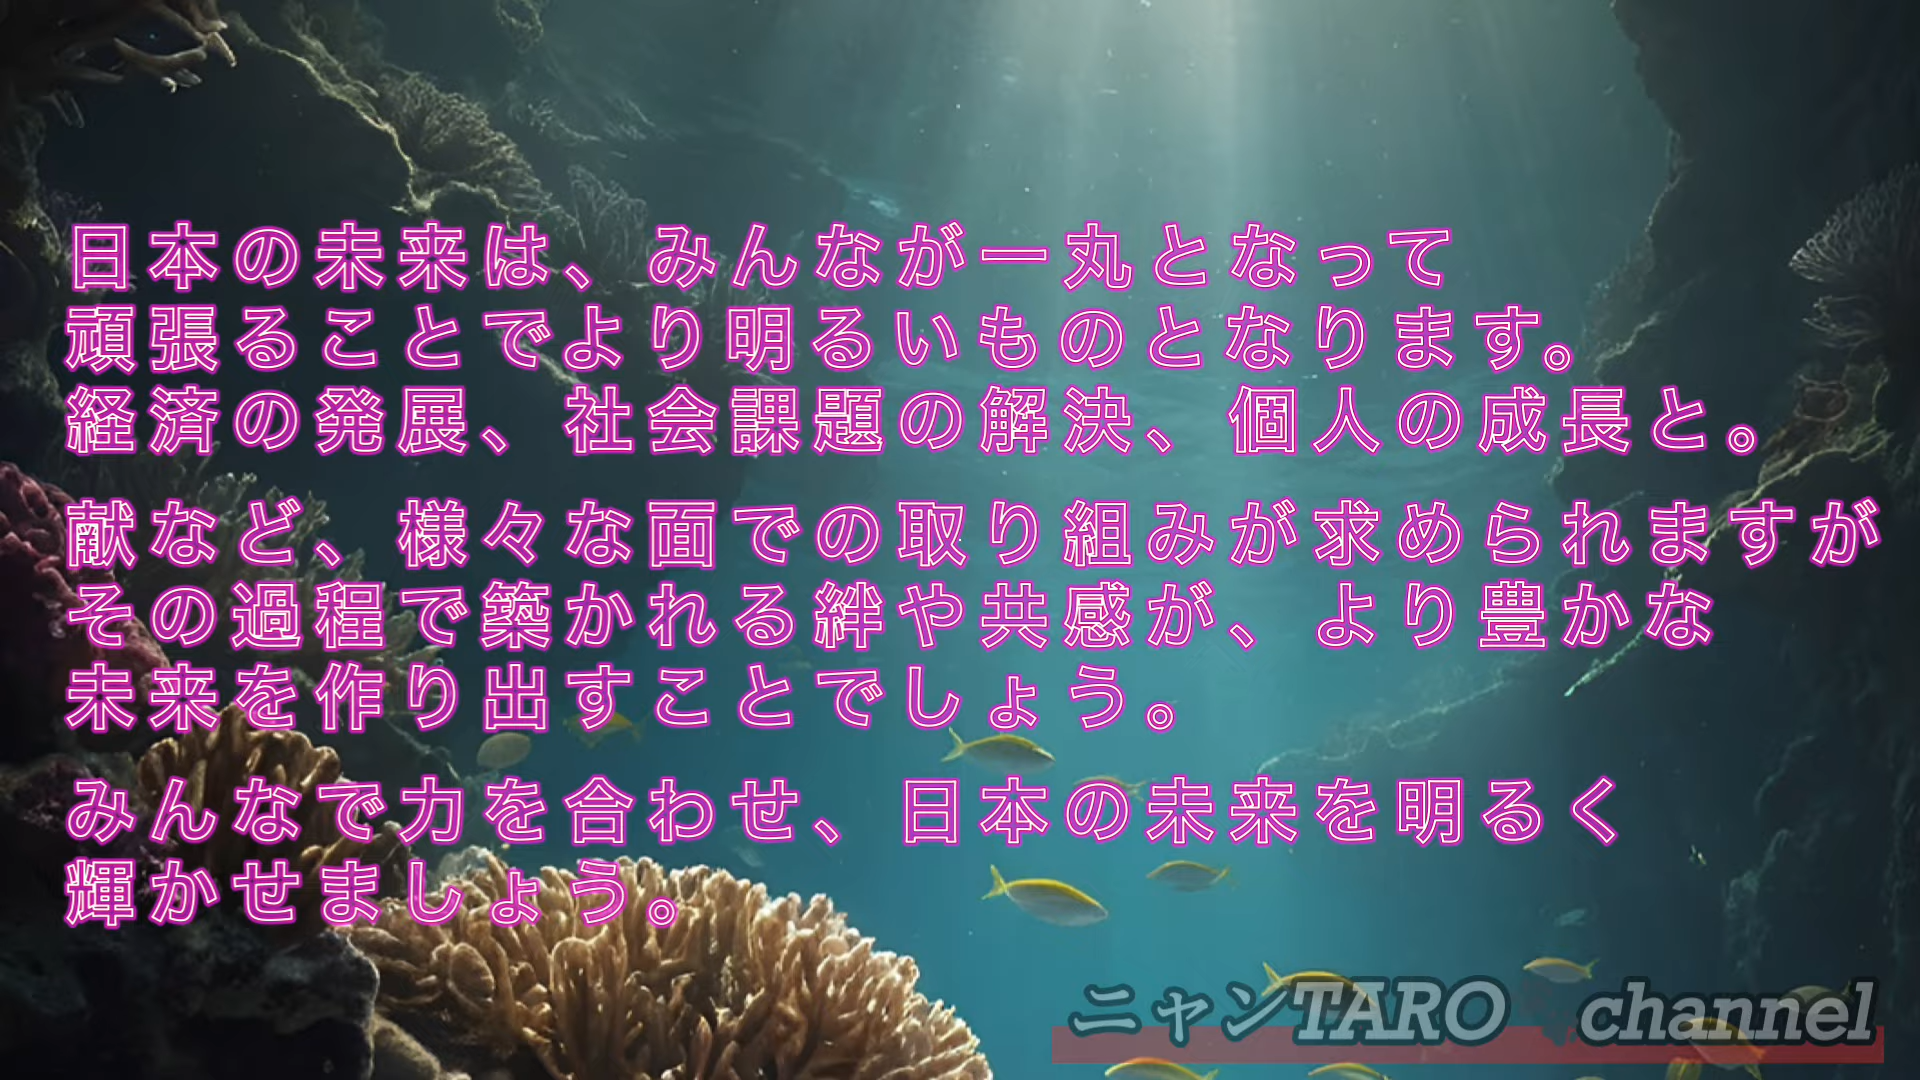 日本の未来は、みんなが一丸となって
頑張ることでより明るいものとなります。
経済の発展、社会課題の解決、個人の成長と。
献など、様々な面での取り組みが求められますが
その過程で築かれる絆や共感が、より豊かな
未来を作り出すことでしょう。
みんなで力を合わせ、日本の未来を明るく
輝かせましょう。
ニャンTARO channel